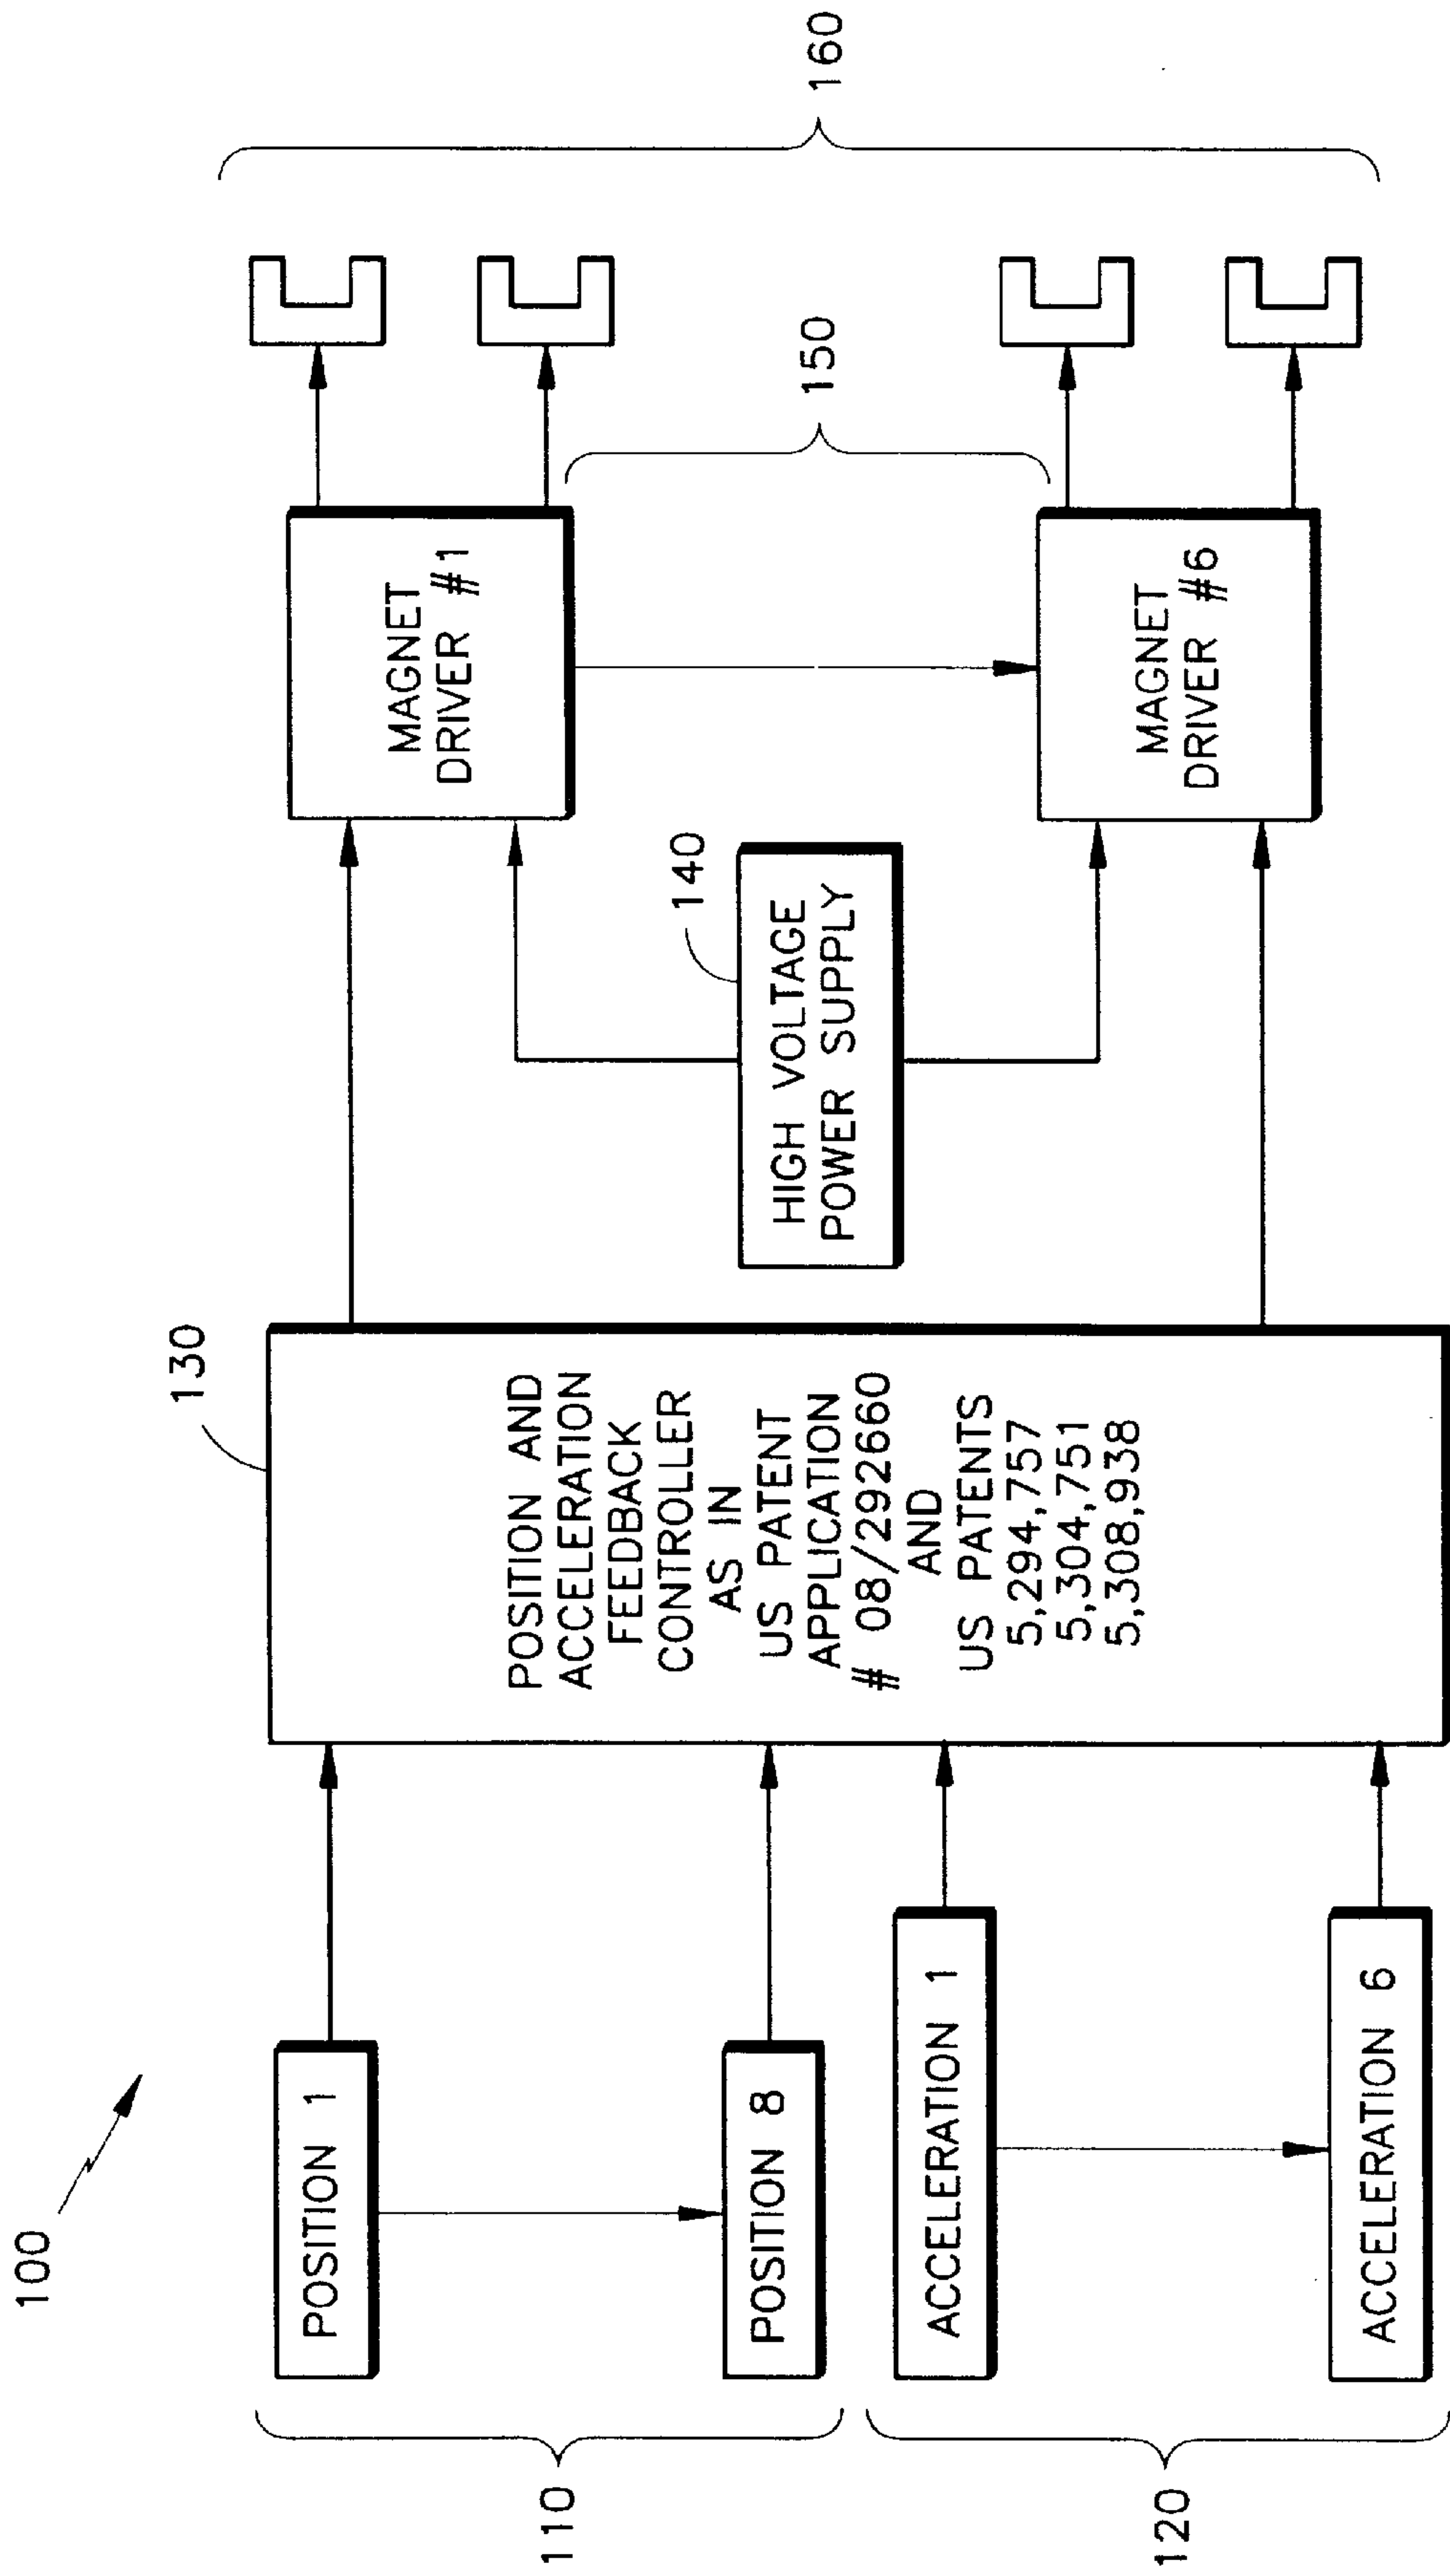 100
110
POSITION 1
POSITION 8
120
ACCELERATION 1
ACCELERATION 6
130
POSITION AND
ACCELERATION
FEEDBACK
CONTROLLER
AS IN
US PATENT
APPLICATION
# 08/292660
AND
US PATENTS
5,294,757
5,304,751
5,308,938
140
HIGH VOLTAGE
POWER SUPPLY
MAGNET
DRIVER #1
MAGNET
DRIVER #6
150
160